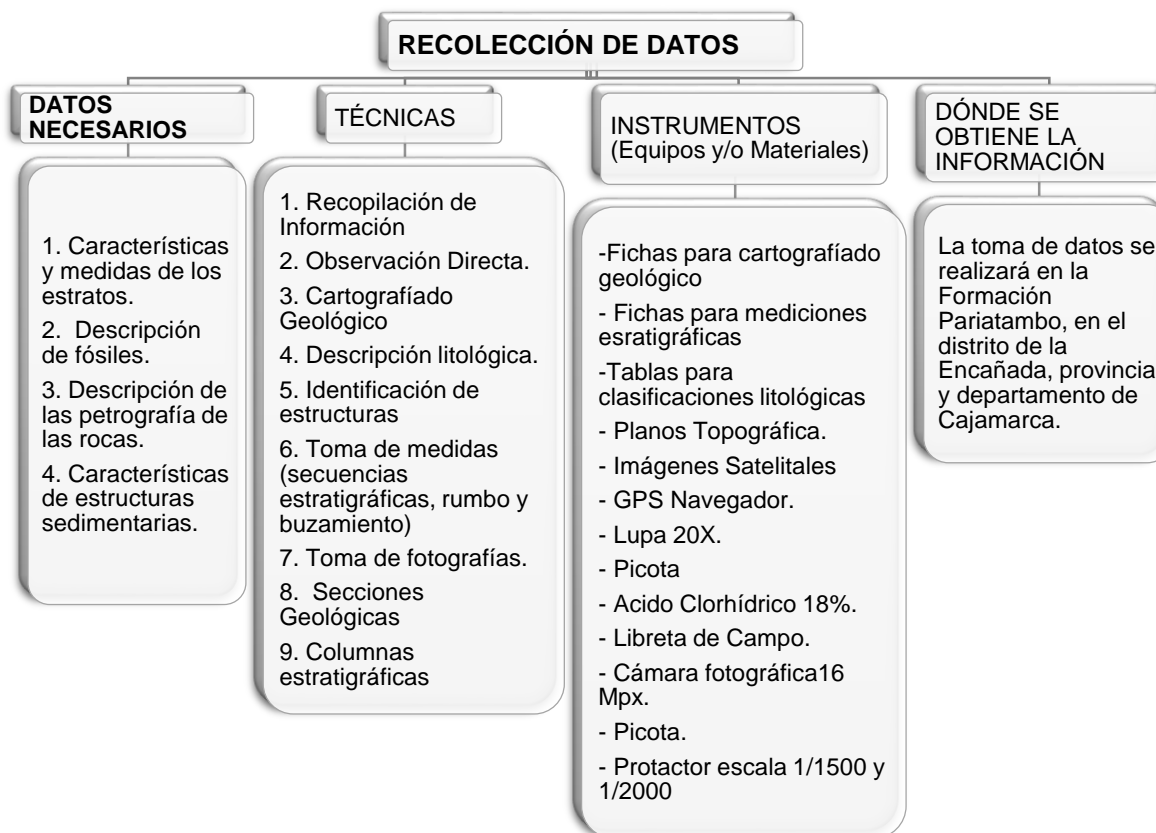 RECOLECCIÓN DE DATOS
DATOS
NECESARIOS
1. Características
y medidas de los
estratos.
2. Descripción
de fósiles.
3. Descripción de
las petrografía de
las rocas.
4. Características
de estructuras
sedimentarias.
TÉCNICAS
1. Recopilación de
Información
2. Observación Directa.
3. Cartografíado
Geológico
4. Descripción litológica.
5. Identificación de
estructuras
6. Toma de medidas
(secuencias
estratigráficas, rumbo y
buzamiento)
7. Toma de fotografías.
8. Secciones
Geológicas
9. Columnas
estratigráficas
INSTRUMENTOS
(Equipos y/o Materiales)
-Fichas para cartografíado
geológico
- Fichas para mediciones
esratigráficas
-Tablas para
clasificaciones litológicas
- Planos Topográfica.
- Imágenes Satelitales
- GPS Navegador.
- Lupa 20X.
- Picota
- Acido Clorhídrico 18%.
- Libreta de Campo.
- Cámara fotográfica16
Mpx.
- Picota.
- Protactor escala 1/1500 y
1/2000
DÓNDE SE
OBTIENE LA
INFORMACIÓN
La toma de datos se
realizará en la
Formación
Pariatambo, en el
distrito de la
Encañada, provincia
y departamento de
Cajamarca.